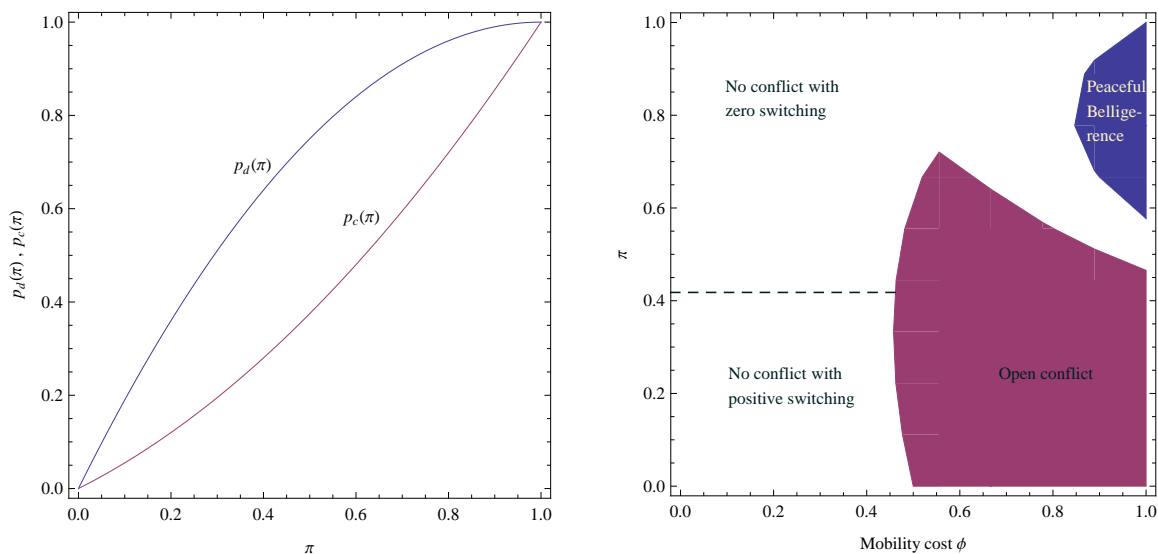 1.0
0.8
0.6
0.4
0.2
0.0
p_d(π) , p_c(π)
p_d(π)
p_c(π)
0.0 0.2 0.4 0.6 0.8 1.0
π
1.0
0.8
0.6
0.4
0.2
0.0
π
No conflict with
zero switching
Peaceful
Bellige-
rence
No conflict with
positive switching
Open conflict
0.0 0.2 0.4 0.6 0.8 1.0
Mobility cost ϕ